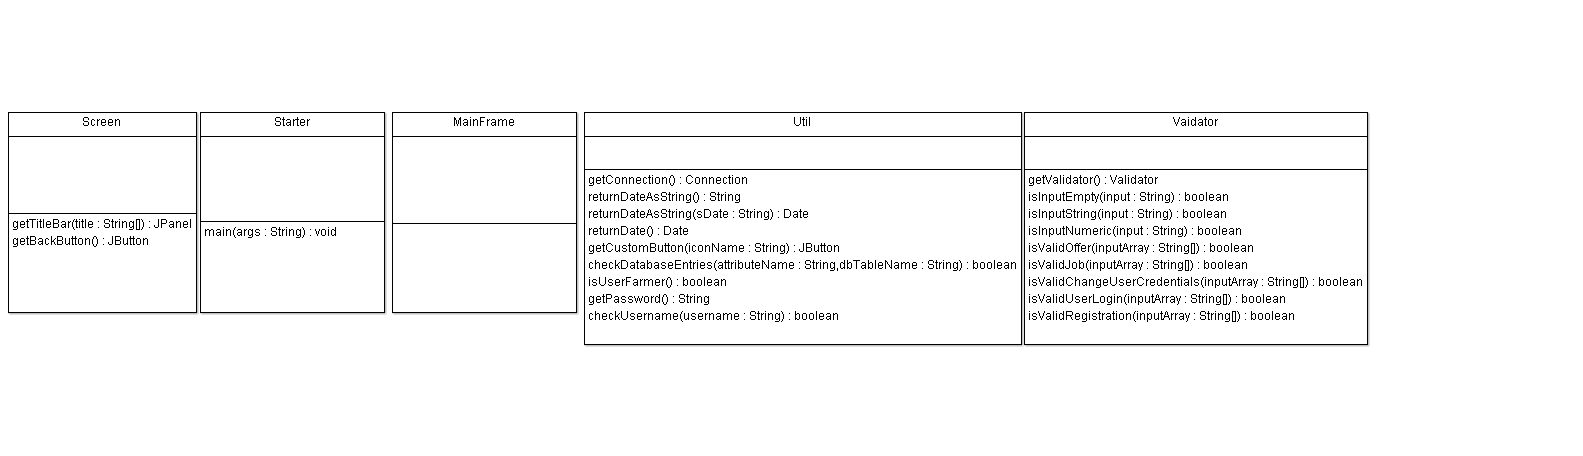 Screen
getTitleBar(title : String[]) : JPanel
getBackButton() : JButton
Starter
main(args : String) : void
MainFrame
Util
getConnection() : Connection
returnDateAsString() : String
returnDateAsString(sDate : String) : Date
returnDate() : Date
getCustomButton(iconName : String) : JButton
checkDatabaseEntries(attributeName : String,dbTableName : String) : boolean
isUserFarmer() : boolean
getPassword() : String
checkUsername(username : String) : boolean
Vaidator
getValidator() : Validator
isInputEmpty(input : String) : boolean
isInputString(input : String) : boolean
isInputNumeric(input : String) : boolean
isValidOffer(inputArray : String[]) : boolean
isValidJob(inputArray : String[]) : boolean
isValidChangeUserCredentials(inputArray : String[]) : boolean
isValidUserLogin(inputArray : String[]) : boolean
isValidRegistration(inputArray : String[]) : boolean